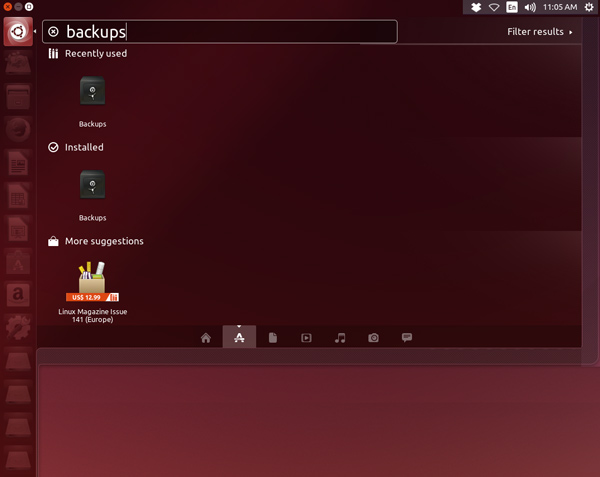 En
11:05 AM
backups
Filter results
Recently used
Backups
Installed
Backups
More suggestions
US$ 12.99
Linux Magazine Issue
141 (Europe)